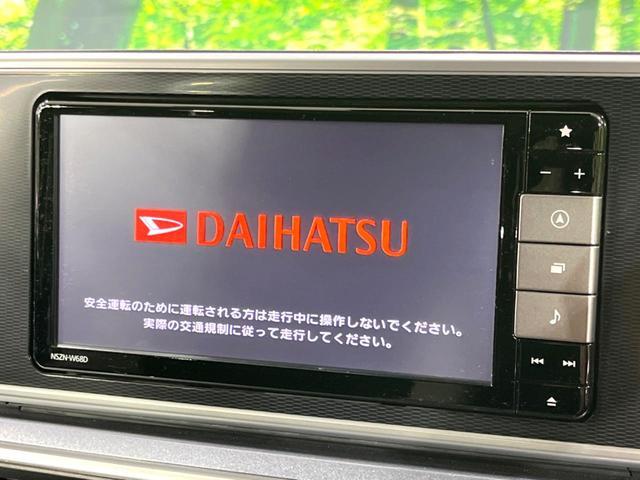 DAIHATSU
安全運転のために運転される方は走行中に操作しないでください。
実際の交通規制に従って走行してください。
NSZN-W68D